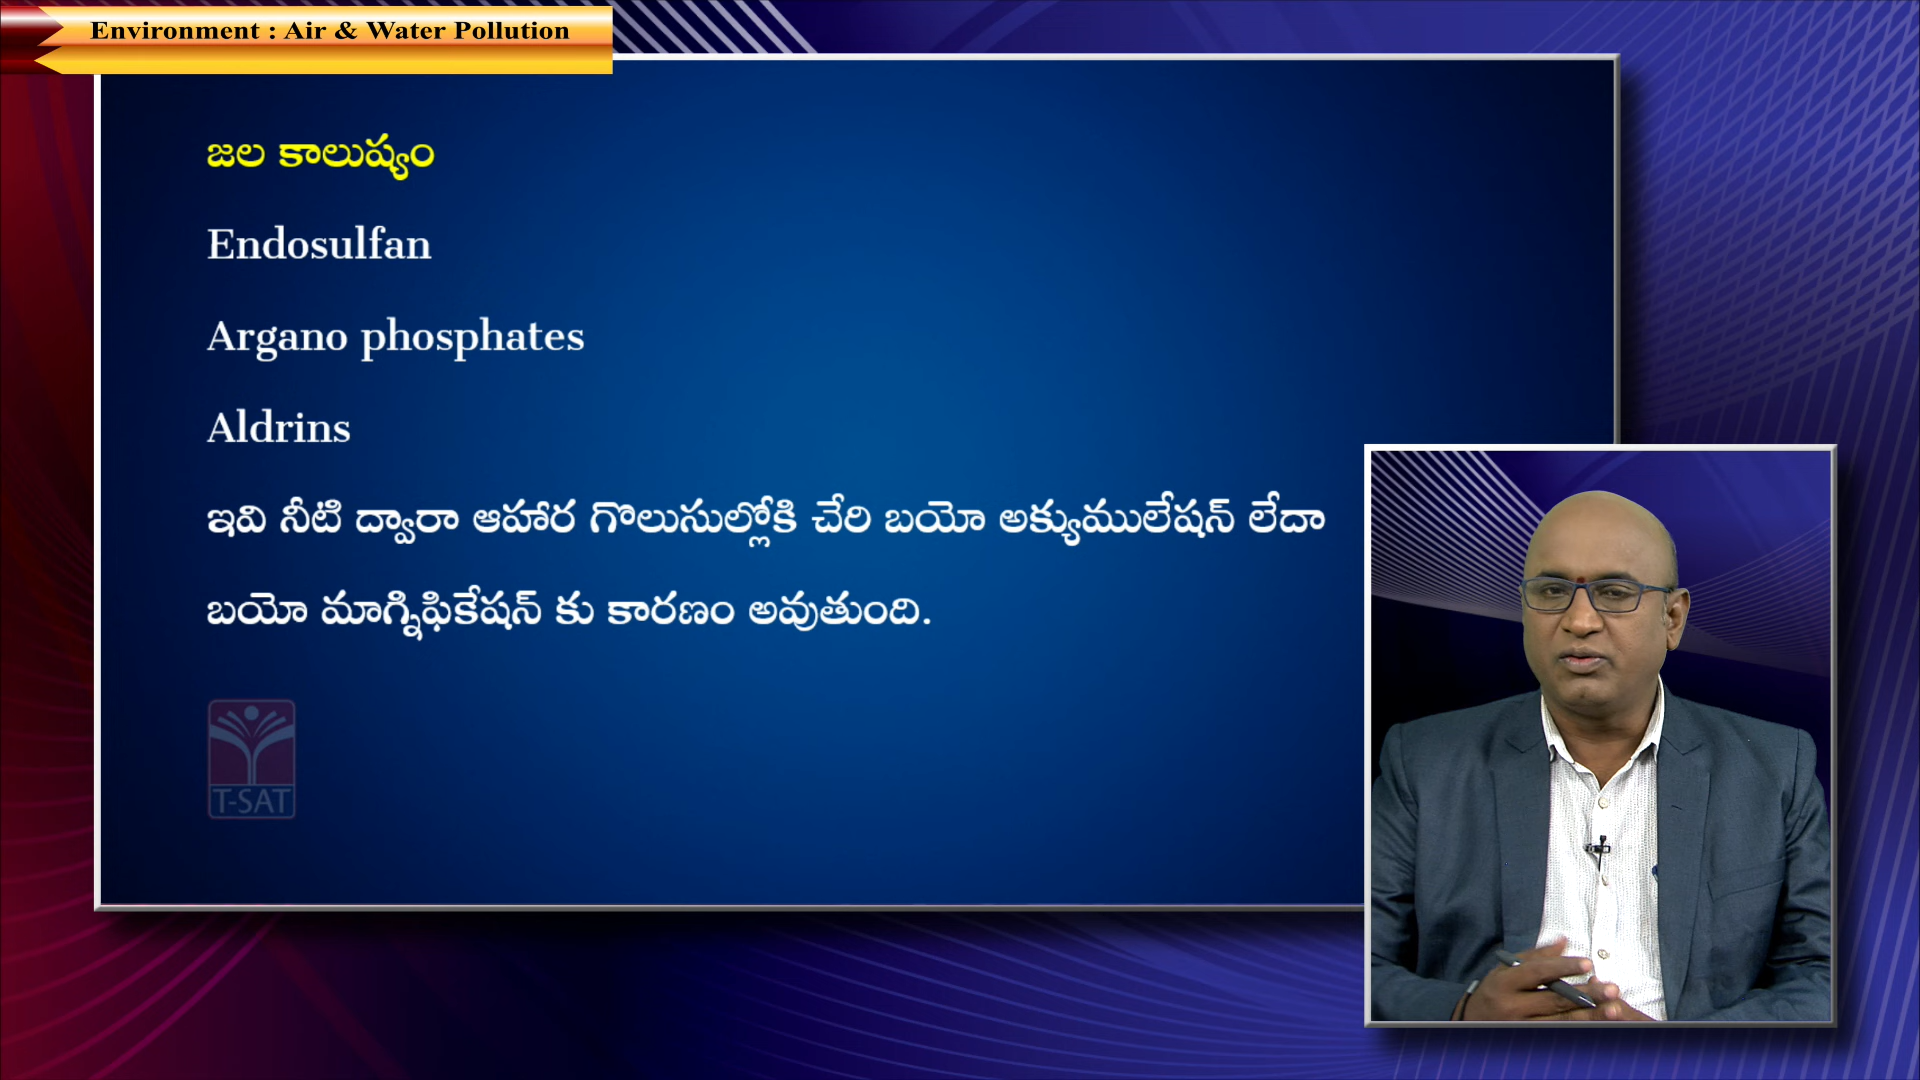 Environment : Air & Water Pollution
జల కాలుష్యం
Endosulfan
Argano phosphates
Aldrins
ఇవి నీటి ద్వారా ఆహార గొలుసుల్లోకి చేరి బయో అక్యుములేషన్ లేదా
బయో మాగ్నిఫికేషన్ కు కారణం అవుతుంది.
T-SAT